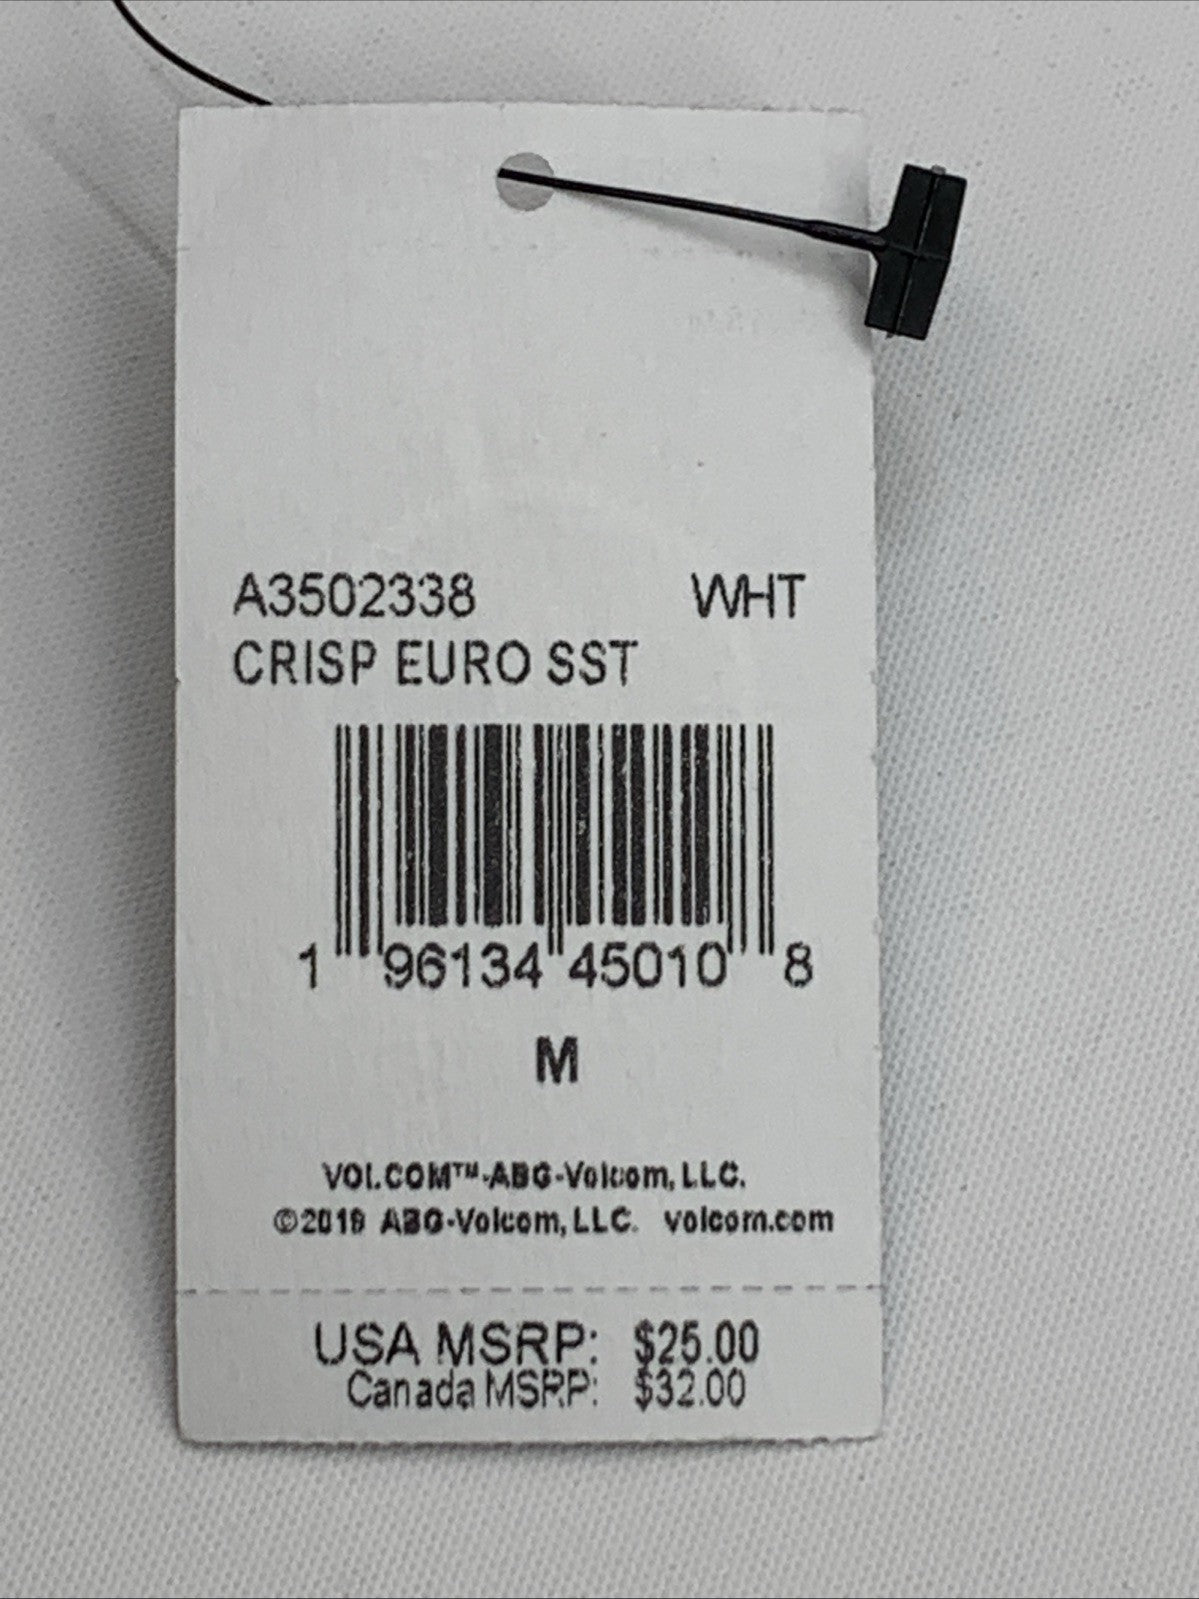 A3502338 WHT
CRISP EURO SST
1 96134 45010 8
M
VOLCOM™-ABG-Volcom, LLC.
©2019 ABG-Volcom, LLC. volcom.com
USA MSRP: $25.00
Canada MSRP: $32.00